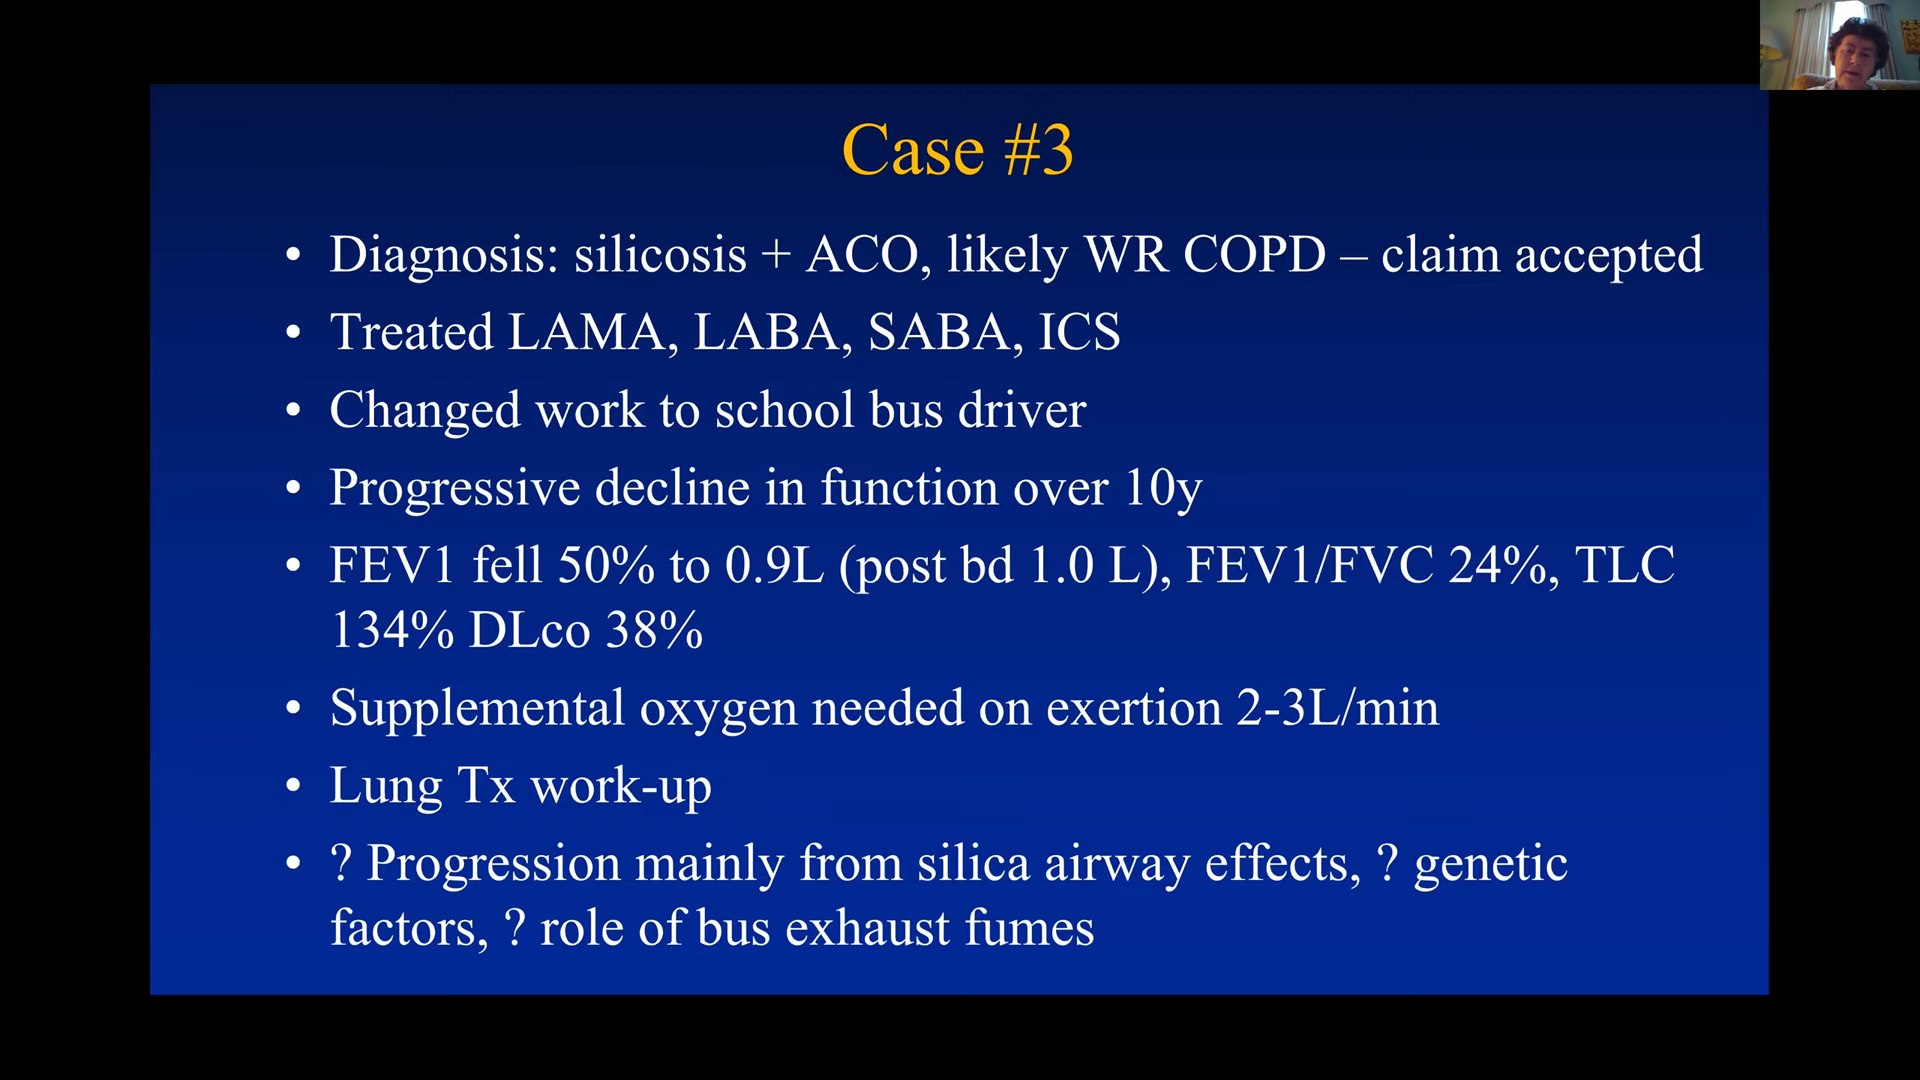 Case #3
• Diagnosis: silicosis + ACO, likely WR COPD – claim accepted
• Treated LAMA, LABA, SABA, ICS
• Changed work to school bus driver
• Progressive decline in function over 10y
• FEV1 fell 50% to 0.9L (post bd 1.0 L), FEV1/FVC 24%, TLC
134% DLco 38%
• Supplemental oxygen needed on exertion 2-3L/min
• Lung Tx work-up
• ? Progression mainly from silica airway effects, ? genetic
factors, ? role of bus exhaust fumes